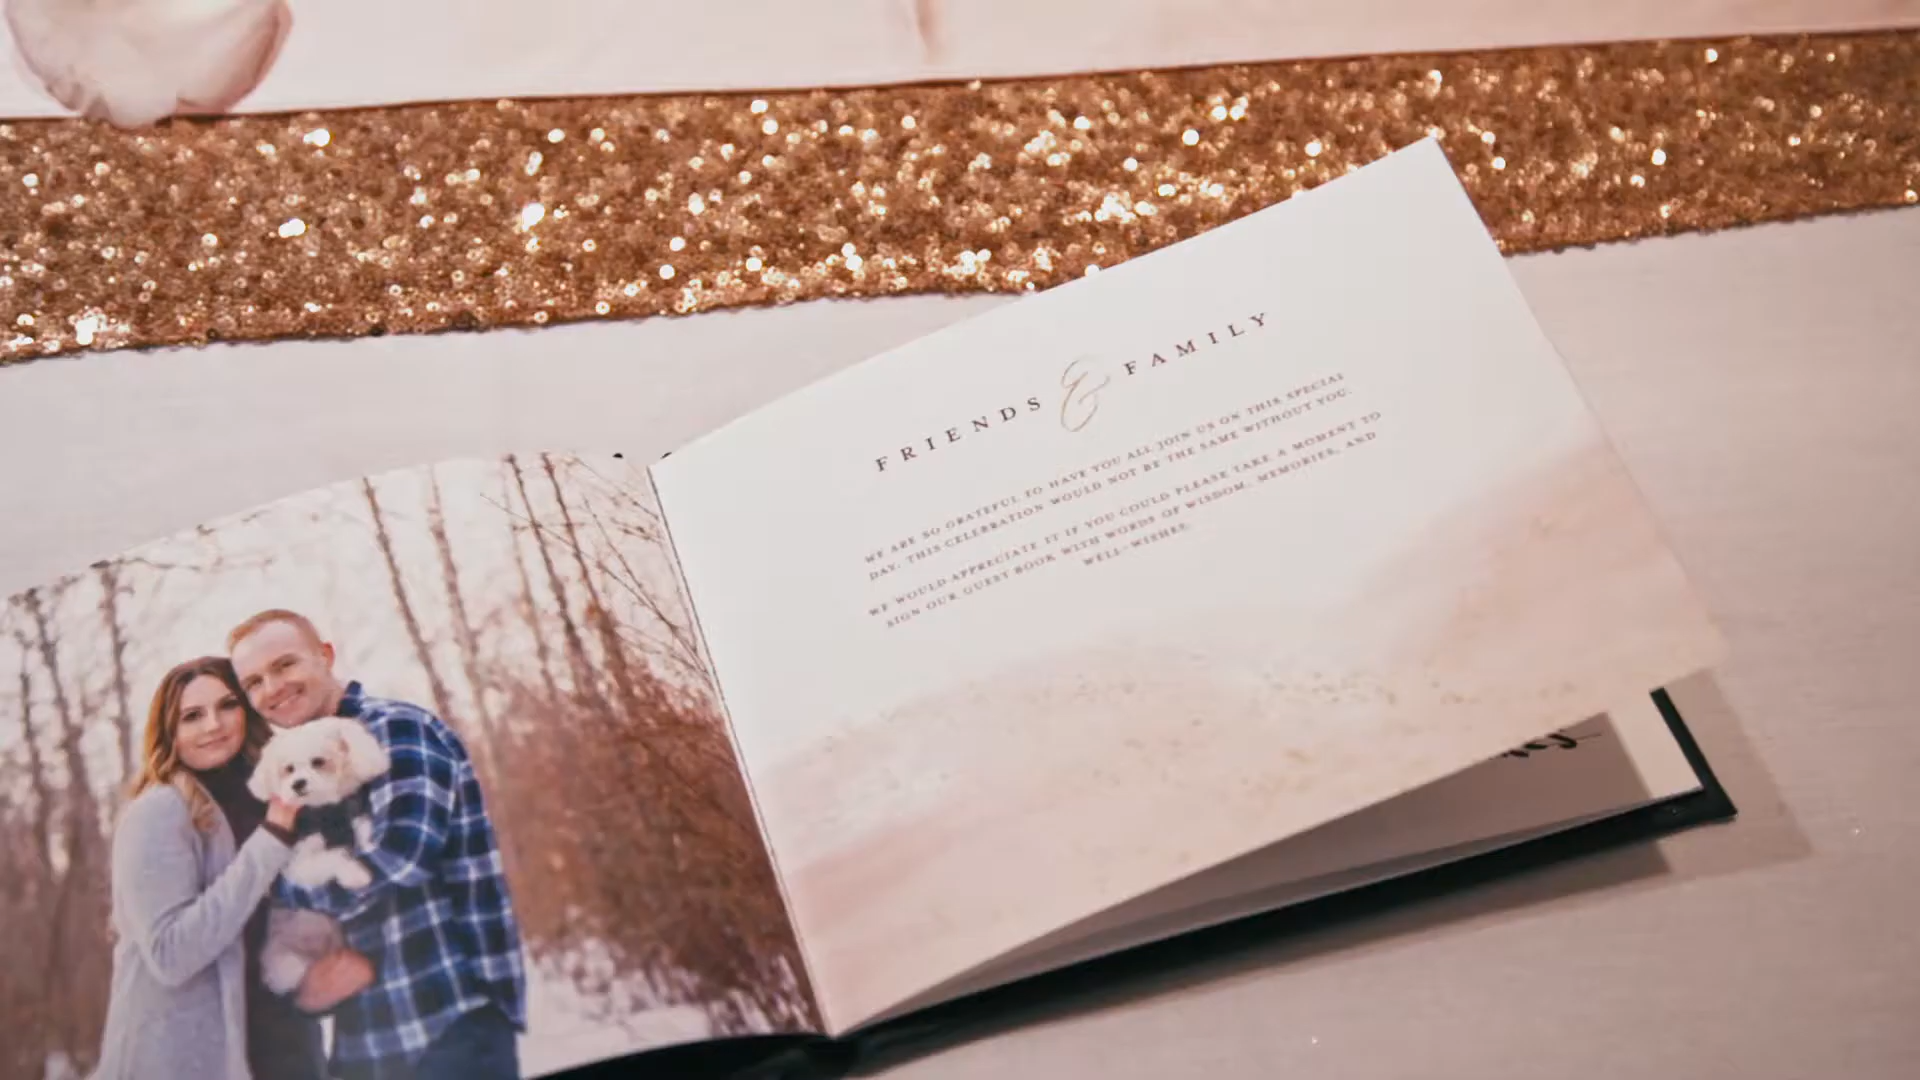 FRIENDS & FAMILY
WE ARE SO GRATEFUL TO HAVE YOU ALL JOIN US ON THIS SPECIAL
DAY. THIS CELEBRATION WOULD NOT BE THE SAME WITHOUT YOU.
WE WOULD APPRECIATE IT IF YOU COULD PLEASE TAKE A MOMENT TO
SIGN OUR GUEST BOOK WITH WORDS OF WISDOM, MEMORIES, AND
WELL-WISHES.